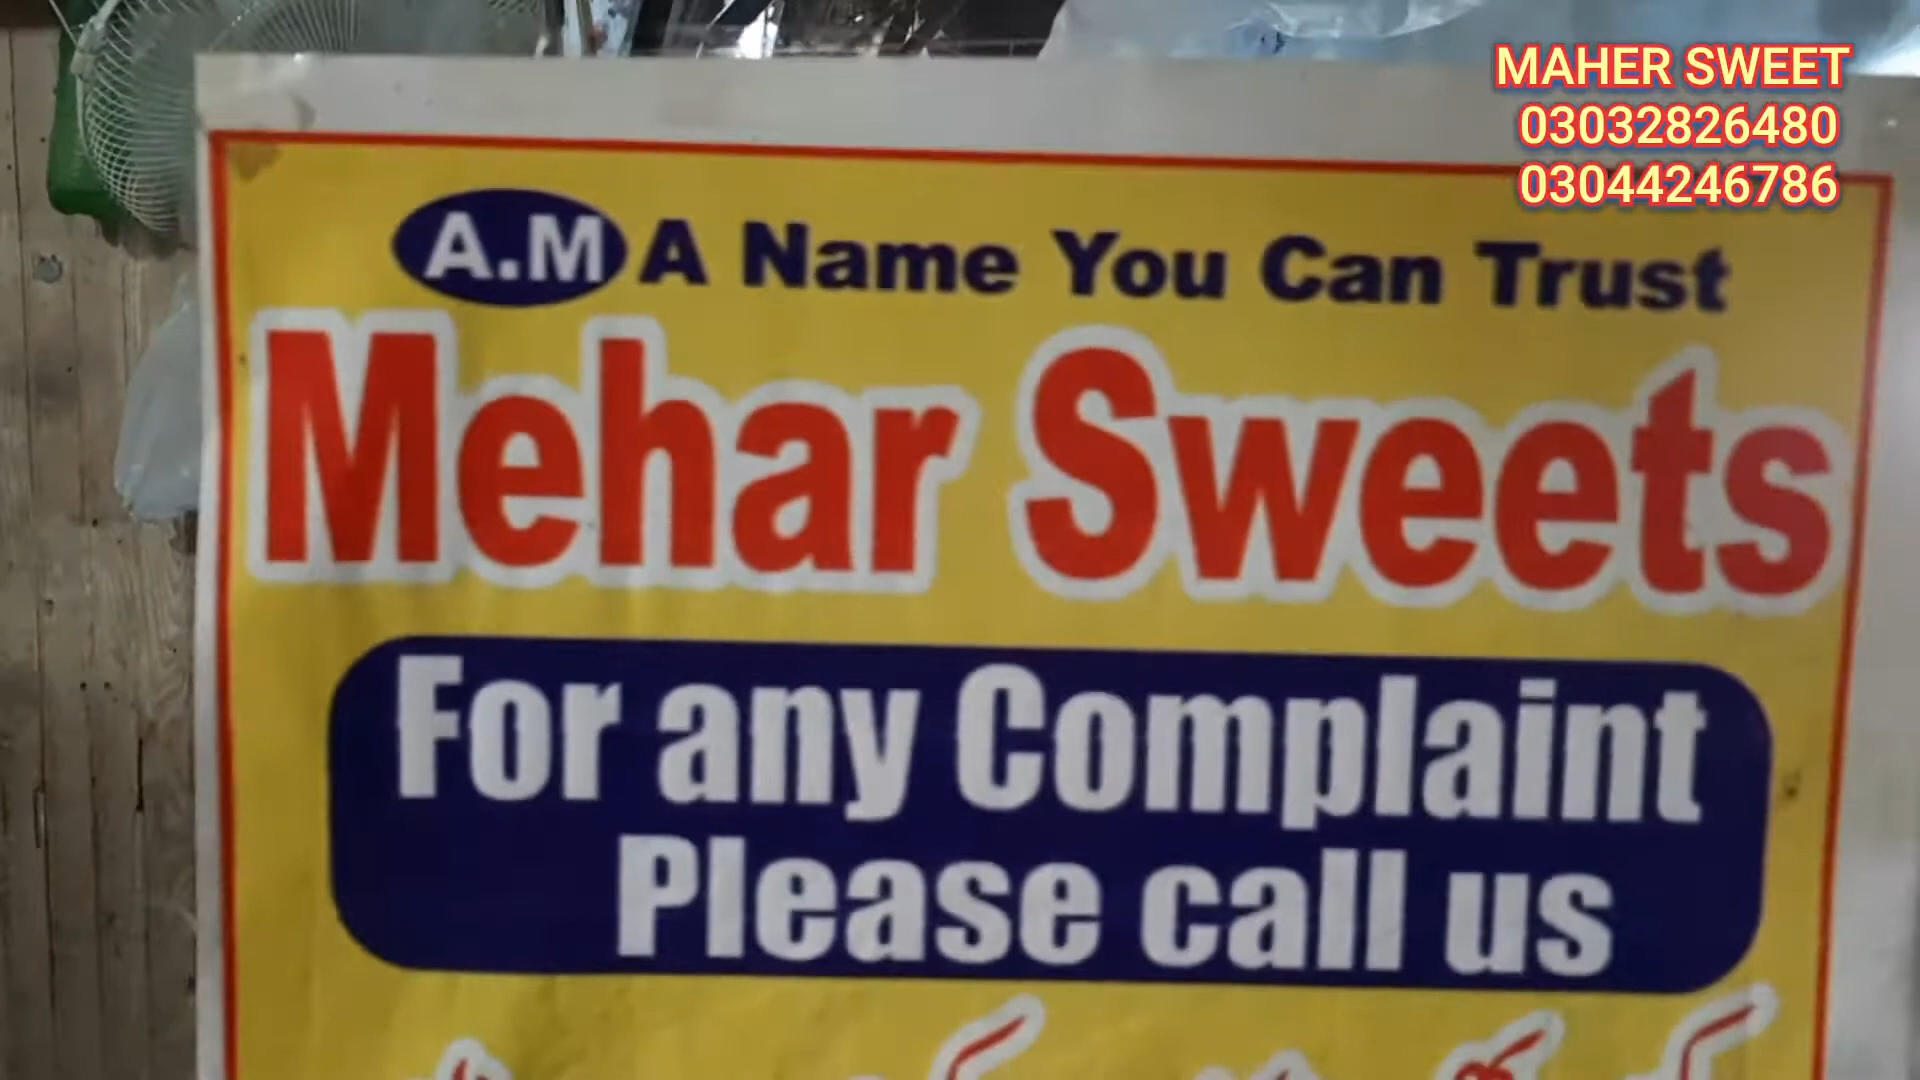 MAHER SWEET
03032826480
03044246786
A.M A Name You Can Trust
Mehar Sweets
For any Complaint
Please call us